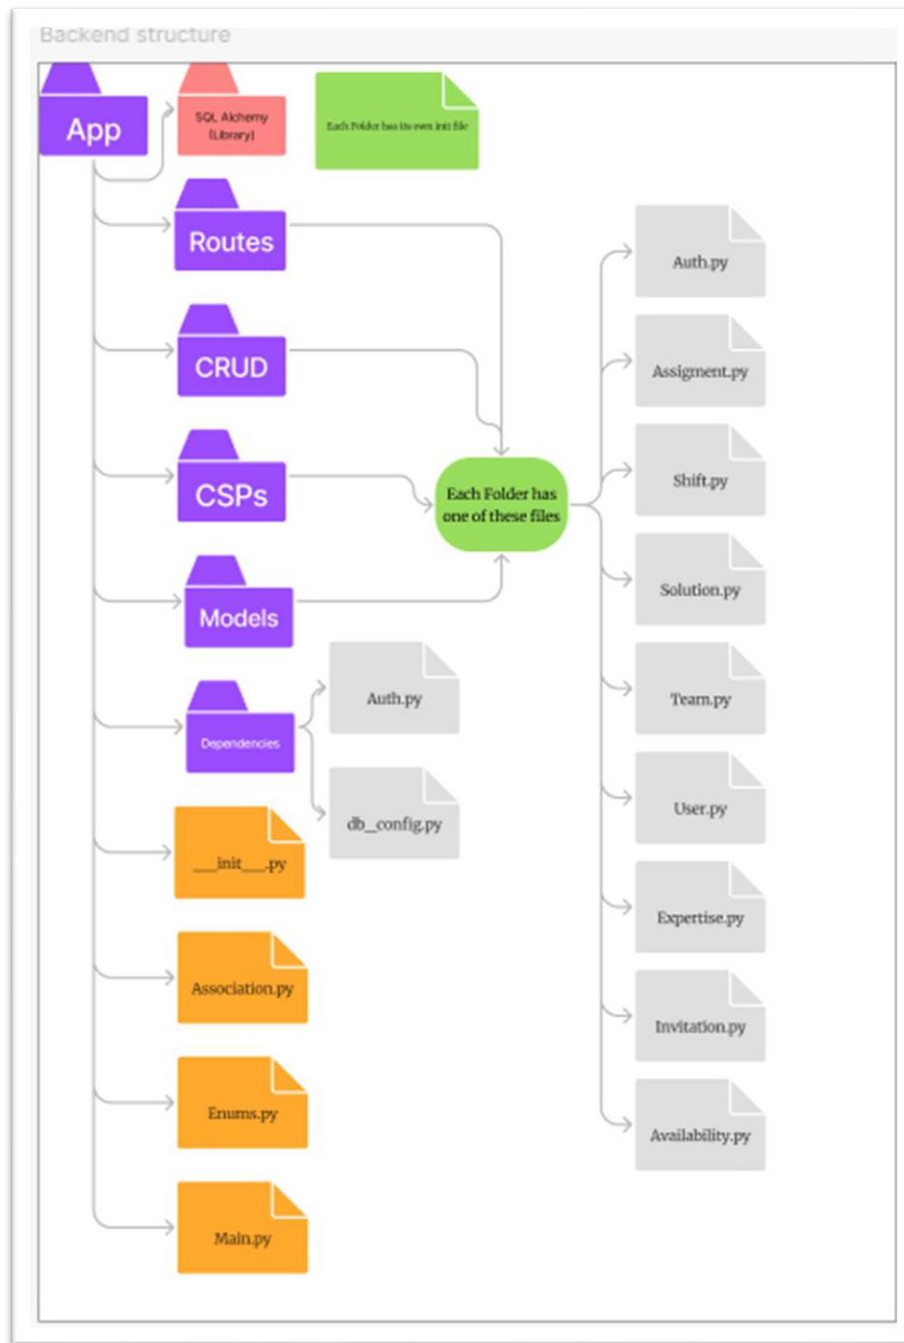 Backend structure
App
SQL Alchemy
(Library)
Each Folder has its own init file
Routes
CRUD
CSPs
Models
Dependencies
__init__.py
Association.py
Enums.py
Main.py
Each Folder has
one of these files
Auth.py
db_config.py
Auth.py
Assigment.py
Shift.py
Solution.py
Team.py
User.py
Expertise.py
Invitation.py
Availability.py